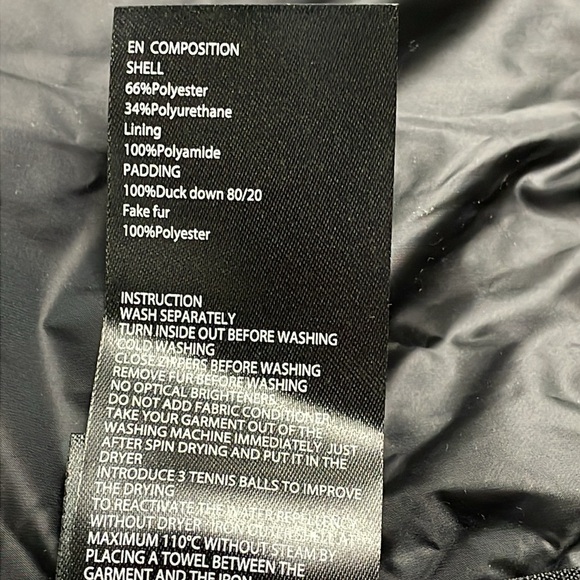 EN COMPOSITION
SHELL
66%Polyester
34%Polyurethane
Lining
100%Polyamide
PADDING
100%Duck down 80/20
Fake fur
100%Polyester
INSTRUCTION
WASH SEPARATELY
TURN INSIDE OUT BEFORE WASHING
COLD WASHING
CLOSE ZIPPERS BEFORE WASHING
REMOVE FUR BEFORE WASHING
NO OPTICAL BRIGHTENERS
DO NOT ADD FABRIC CONDITIONER
TAKE YOUR GARMENT OUT OF THE
WASHING MACHINE IMMEDIATELY JUST
AFTER SPIN DRYING AND PUT IT IN THE
DRYER
INTRODUCE 3 TENNIS BALLS TO IMPROVE
THE DRYING
TO REACTIVATE THE WATER REPELLENCY
WITHOUT DRYER : IRON AT
MAXIMUM 110°C WITHOUT STEAM BY
PLACING A TOWEL BETWEEN THE
GARMENT AND THE IRON